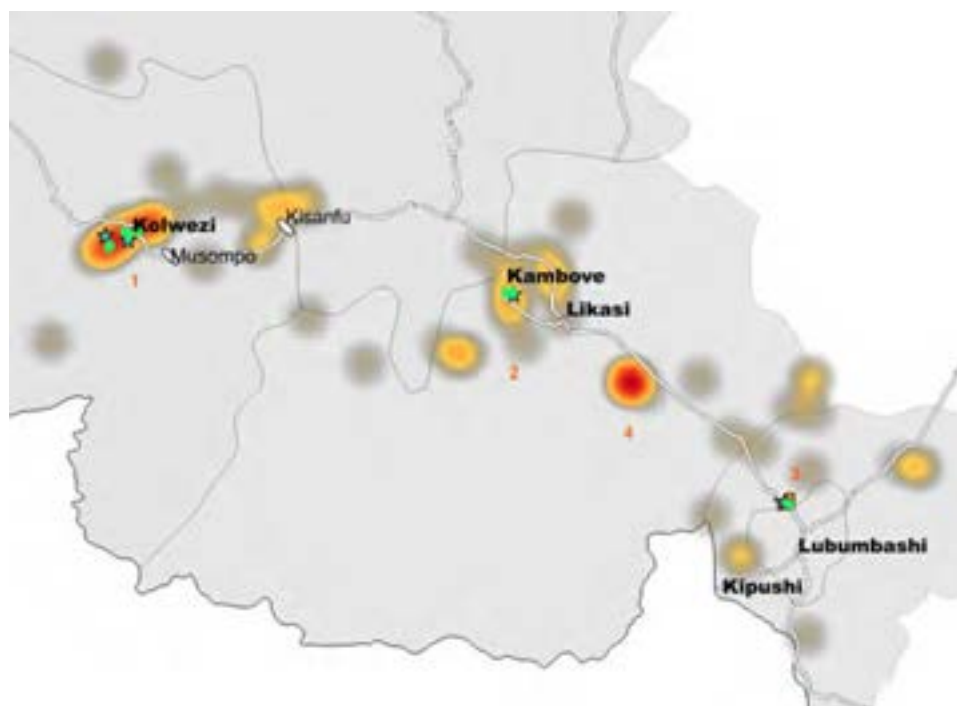 Kisanfu
Kolwezi
Musompo
1
Kambove
Likasi
2
4
3
Lubumbashi
Kipushi